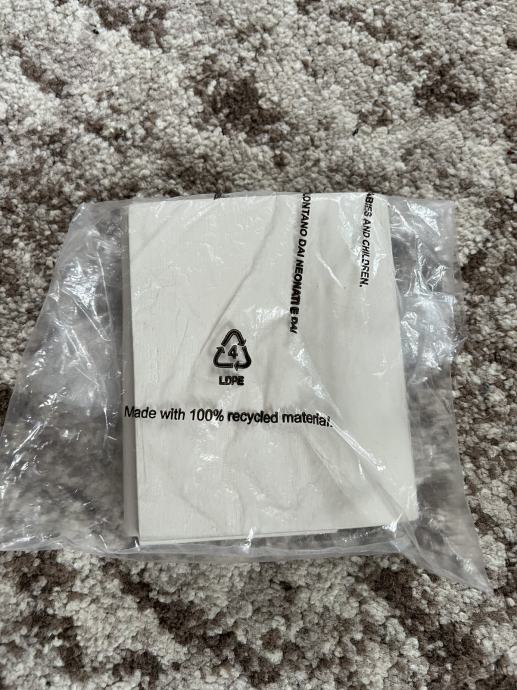 LONTANO DAI NEONATI E DAI
ABIES AND CHILDREN.
4
LDPE
Made with 100% recycled material.